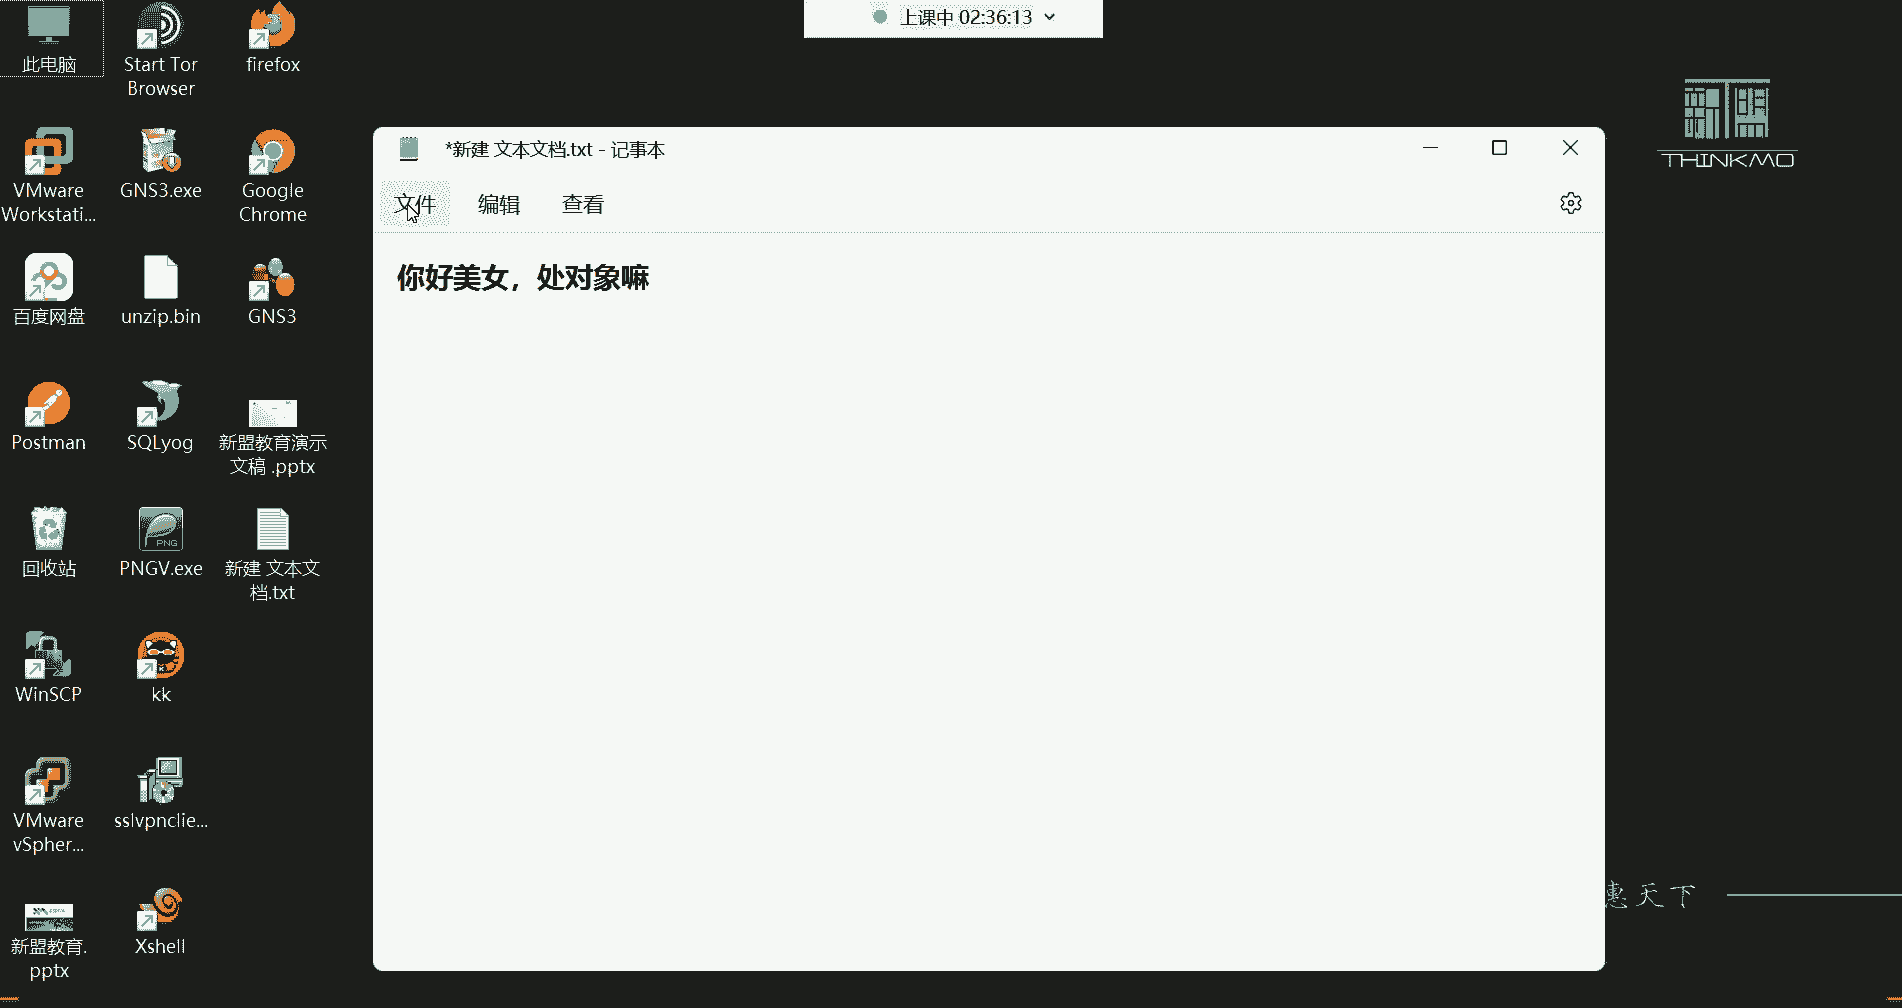 上课中 02:36:13
此电脑
Start Tor
Browser
firefox
THINKMO
VMware
Workstati...
GNS3.exe
Google
Chrome
*新建 文本文档.txt - 记事本
文件 编辑 查看
你好美女，处对象嘛
百度网盘
unzip.bin
GNS3
Postman
SQLyog
新盟教育演示
文稿 .pptx
回收站
PNG
PNGV.exe
新建 文本文
档.txt
WinSCP
kk
VMware
vSpher...
sslvpnclie...
惠天下
新盟教育.
pptx
Xshell